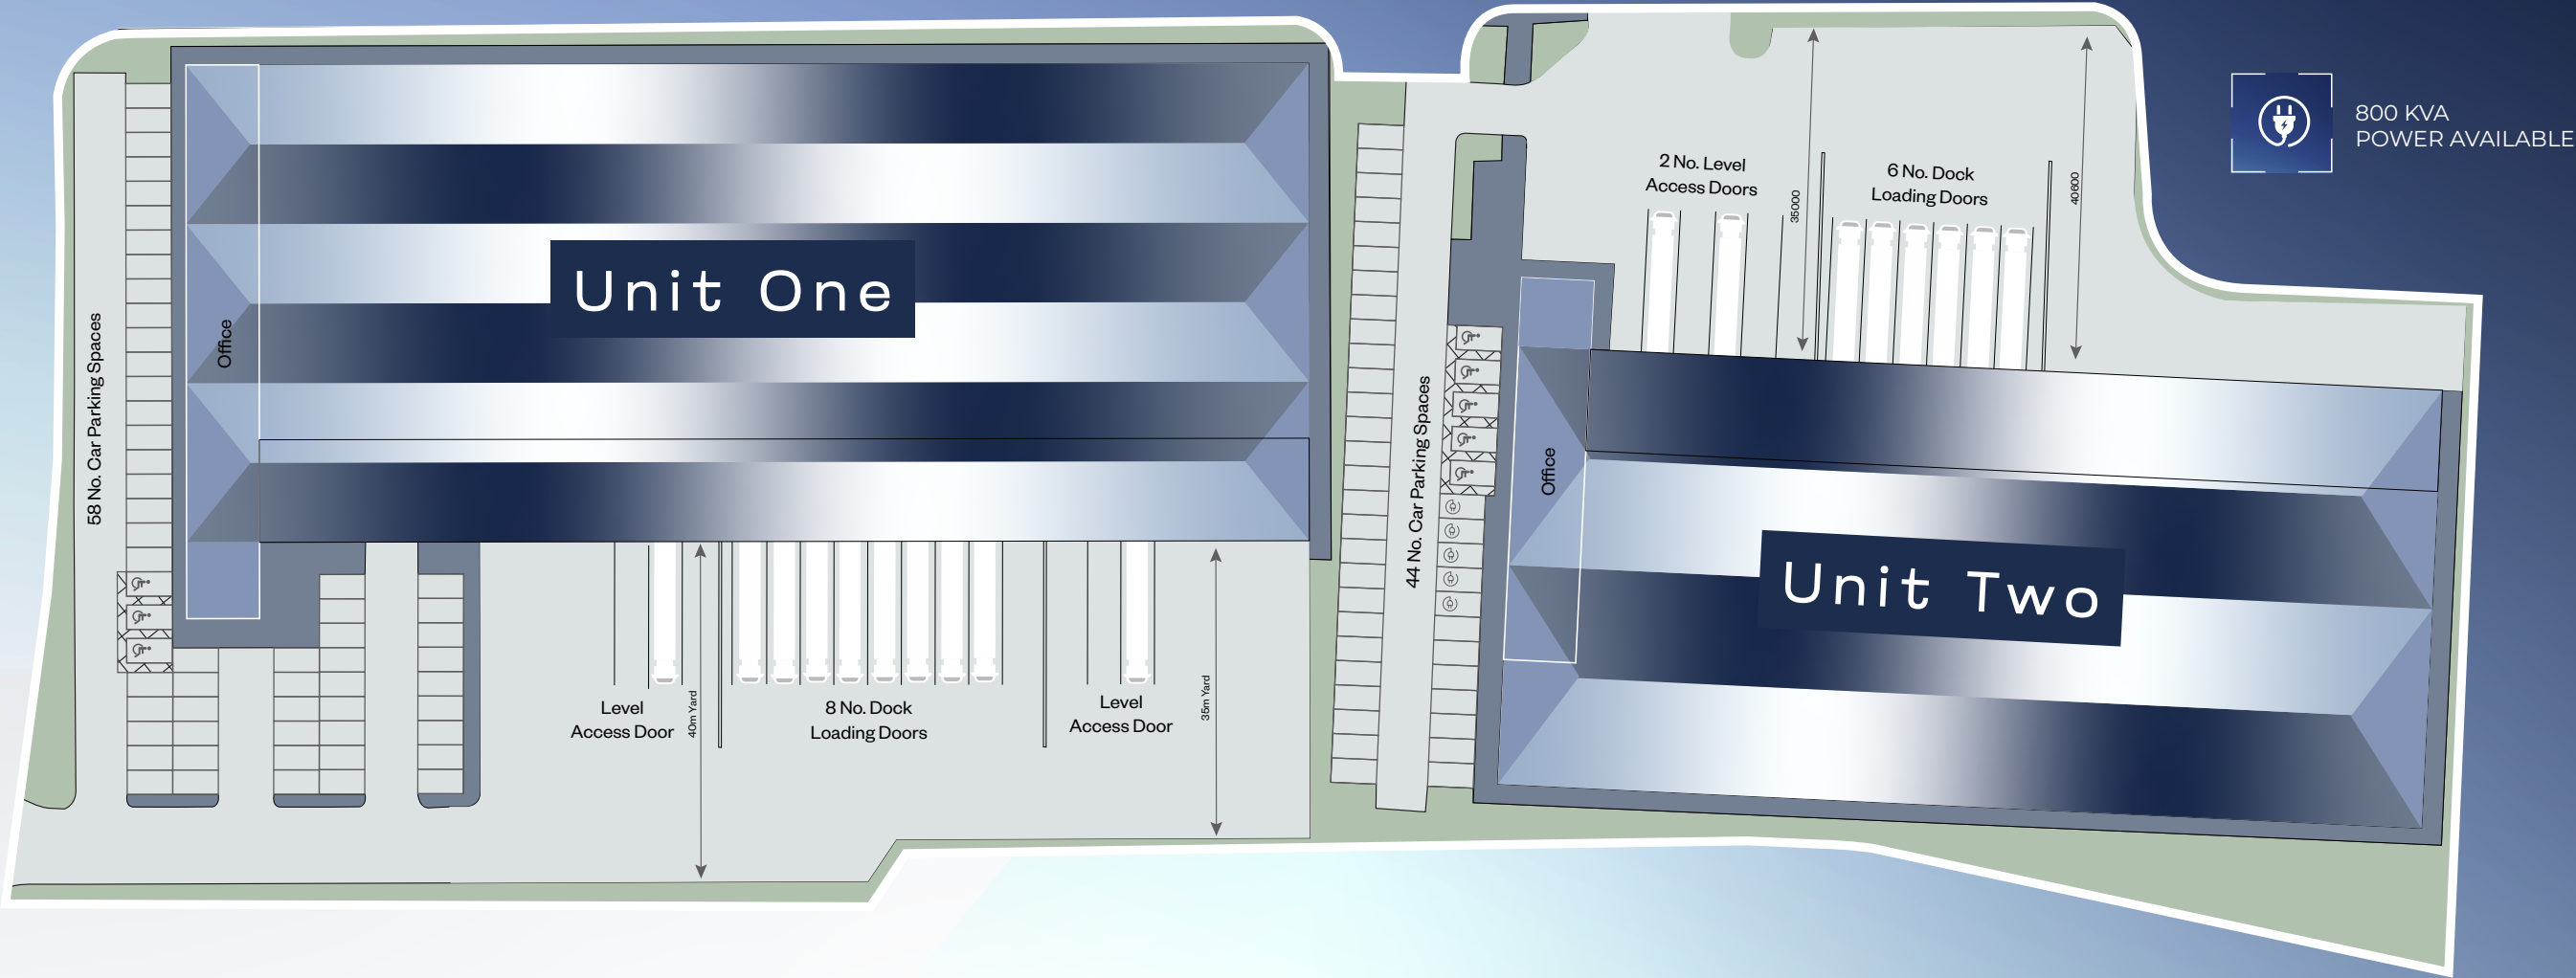 58 No. Car Parking Spaces
Office
Unit One
Level
Access Door
40m Yard
8 No. Dock
Loading Doors
Level
Access Door
35m Yard
44 No. Car Parking Spaces
Office
2 No. Level
Access Doors
35000
6 No. Dock
Loading Doors
40600
Unit Two
800 KVA
POWER AVAILABLE